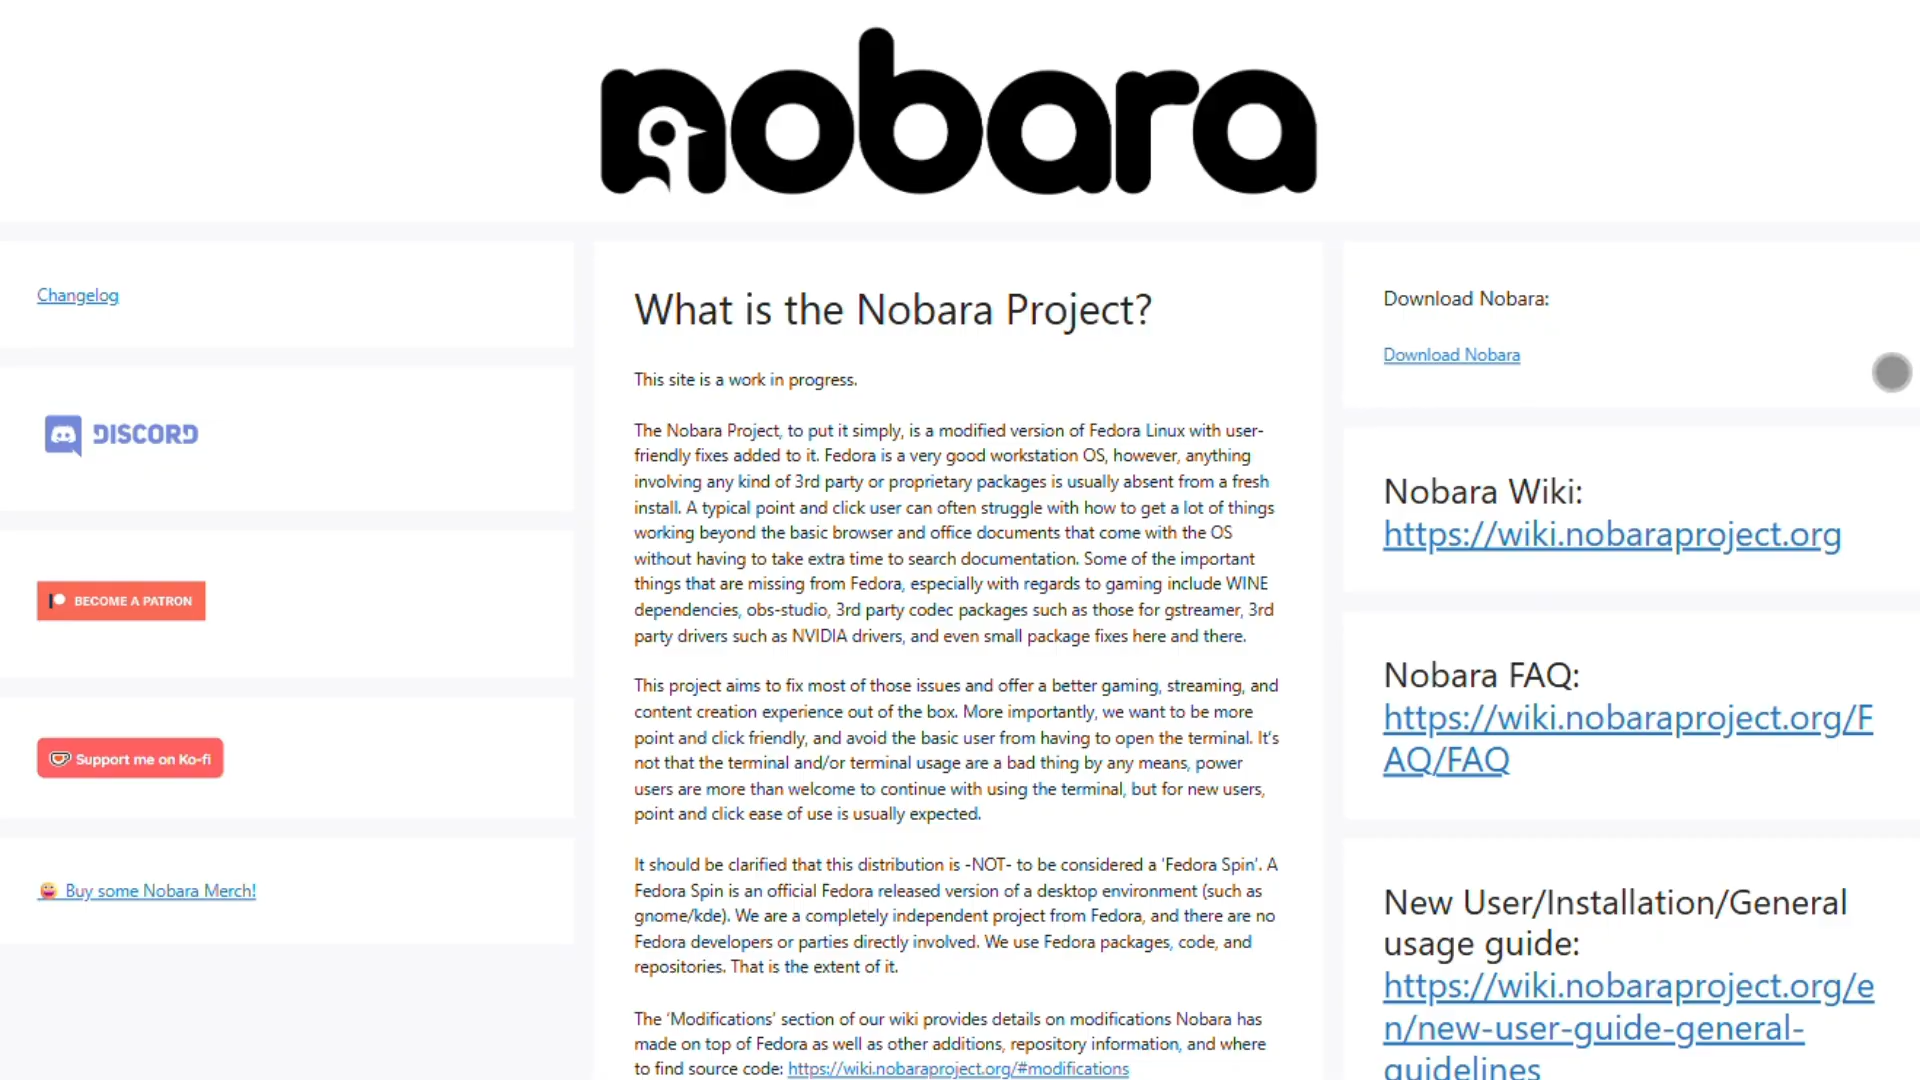 nobara
Changelog
DISCORD
BECOME A PATRON
Support me on Ko-fi
Buy some Nobara Merch!
What is the Nobara Project?
This site is a work in progress.
The Nobara Project, to put it simply, is a modified version of Fedora Linux with user-
friendly fixes added to it. Fedora is a very good workstation OS, however, anything
involving any kind of 3rd party or proprietary packages is usually absent from a fresh
install. A typical point and click user can often struggle with how to get a lot of things
working beyond the basic browser and office documents that come with the OS
without having to take extra time to search documentation. Some of the important
things that are missing from Fedora, especially with regards to gaming include WINE
dependencies, obs-studio, 3rd party codec packages such as those for gstreamer, 3rd
party drivers such as NVIDIA drivers, and even small package fixes here and there.
This project aims to fix most of those issues and offer a better gaming, streaming, and
content creation experience out of the box. More importantly, we want to be more
point and click friendly, and avoid the basic user from having to open the terminal. It's
not that the terminal and/or terminal usage are a bad thing by any means, power
users are more than welcome to continue with using the terminal, but for new users,
point and click ease of use is usually expected.
It should be clarified that this distribution is -NOT- to be considered a 'Fedora Spin'. A
Fedora Spin is an official Fedora released version of a desktop environment (such as
gnome/kde). We are a completely independent project from Fedora, and there are no
Fedora developers or parties directly involved. We use Fedora packages, code, and
repositories. That is the extent of it.
The 'Modifications' section of our wiki provides details on modifications Nobara has
made on top of Fedora as well as other additions, repository information, and where
to find source code: https://wiki.nobaraproject.org/#modifications
Download Nobara:
Download Nobara
Nobara Wiki:
https://wiki.nobaraproject.org
Nobara FAQ:
https://wiki.nobaraproject.org/F
AQ/FAQ
New User/Installation/General
usage guide:
https://wiki.nobaraproject.org/e
n/new-user-guide-general-
guidelines